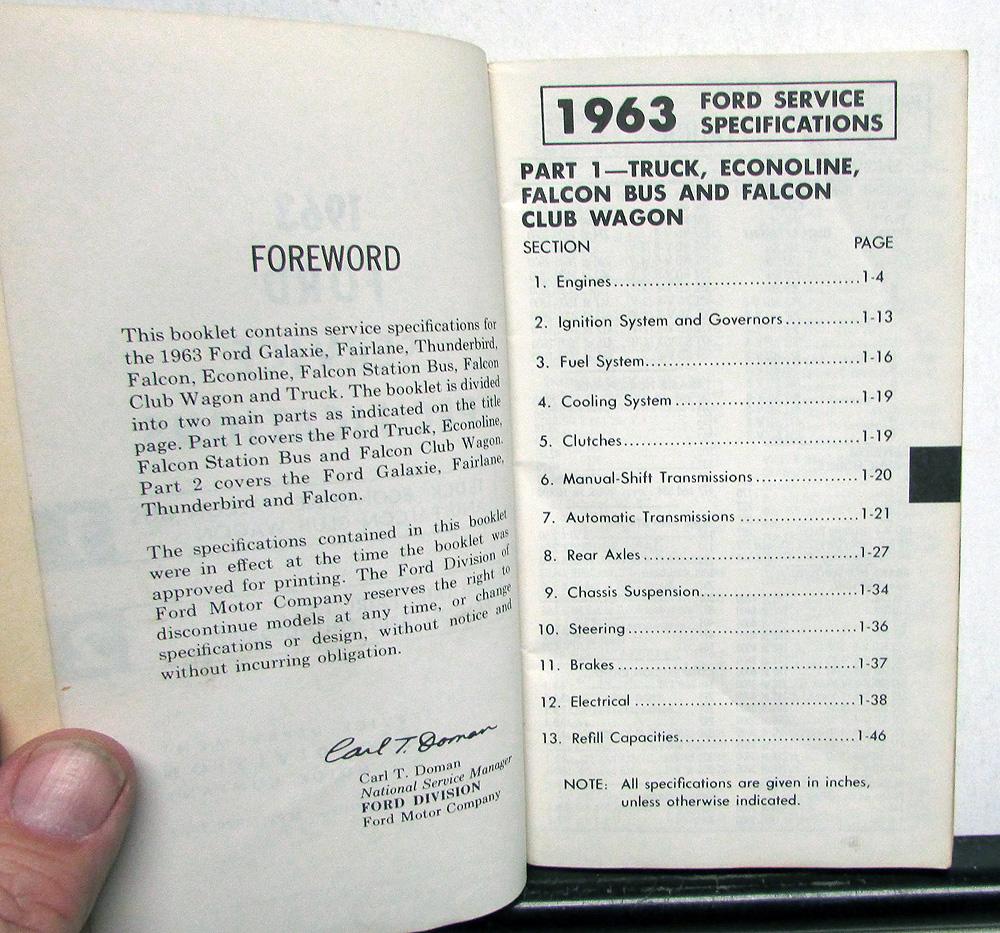 FOREWORD
This booklet contains service specifications for
the 1963 Ford Galaxie, Fairlane, Thunderbird,
Falcon, Econoline, Falcon Station Bus, Falcon
Club Wagon and Truck. The booklet is divided
into two main parts as indicated on the title
page. Part 1 covers the Ford Truck, Econoline,
Falcon Station Bus and Falcon Club Wagon.
Part 2 covers the Ford Galaxie, Fairlane,
Thunderbird and Falcon.
The specifications contained in this booklet
were in effect at the time the booklet was
approved for printing. The Ford Division of
Ford Motor Company reserves the right to
discontinue models at any time, or change
specifications or design, without notice and
without incurring obligation.
Carl T. Doman
Carl T. Doman
National Service Manager
FORD DIVISION
Ford Motor Company
1963 FORD SERVICE
SPECIFICATIONS
PART 1—TRUCK, ECONOLINE,
FALCON BUS AND FALCON
CLUB WAGON
SECTION PAGE
1. Engines........................................1-4
2. Ignition System and Governors............1-13
3. Fuel System...................................1-16
4. Cooling System..............................1-19
5. Clutches.......................................1-19
6. Manual-Shift Transmissions.................1-20
7. Automatic Transmissions....................1-21
8. Rear Axles....................................1-27
9. Chassis Suspension..........................1-34
10. Steering......................................1-36
11. Brakes........................................1-37
12. Electrical.....................................1-38
13. Refill Capacities.............................1-46
NOTE: All specifications are given in inches,
unless otherwise indicated.